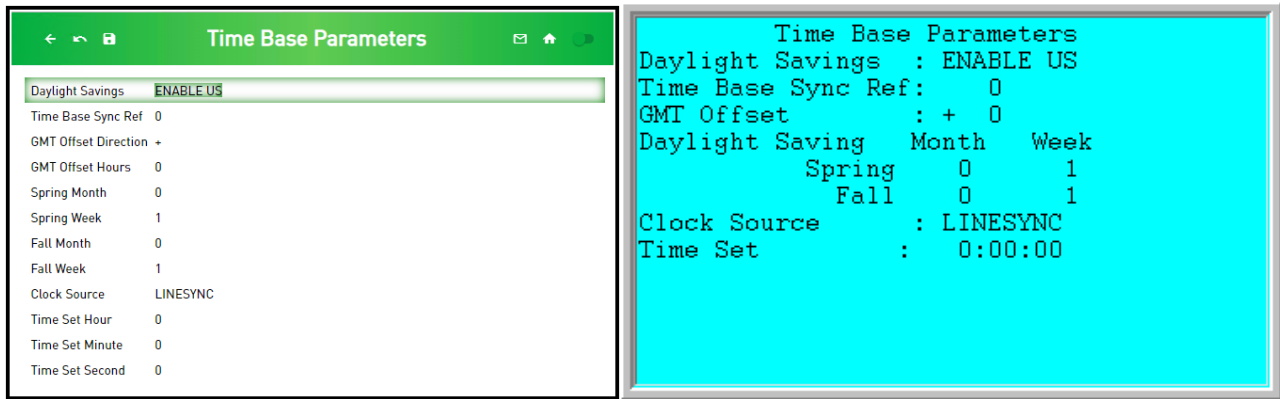 Time Base Parameters
Daylight Savings ENABLE US
Time Base Sync Ref 0
GMT Offset Direction +
GMT Offset Hours 0
Spring Month 0
Spring Week 1
Fall Month 0
Fall Week 1
Clock Source LINESYNC
Time Set Hour 0
Time Set Minute 0
Time Set Second 0
Time Base Parameters
Daylight Savings : ENABLE US
Time Base Sync Ref: 0
GMT Offset : + 0
Daylight Saving Month Week
Spring 0 1
Fall 0 1
Clock Source : LINESYNC
Time Set : 0:00:00